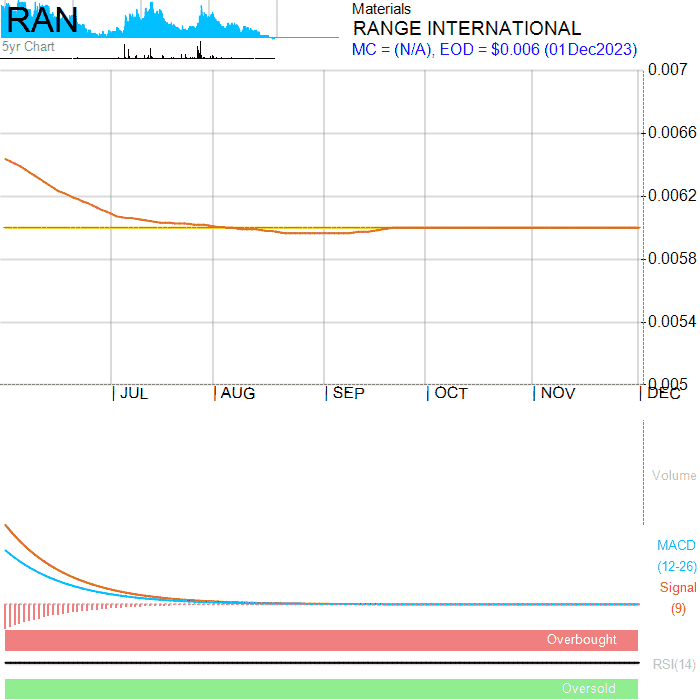 RAN
5yr Chart
Materials
RANGE INTERNATIONAL
MC = (N/A), EOD = $0.006 (01Dec2023)
0.007
0.0066
0.0062
0.0058
0.0054
0.005
JUL AUG SEP OCT NOV DEC
Volume
MACD
(12-26)
Signal
(9)
Overbought
RSI(14)
Oversold